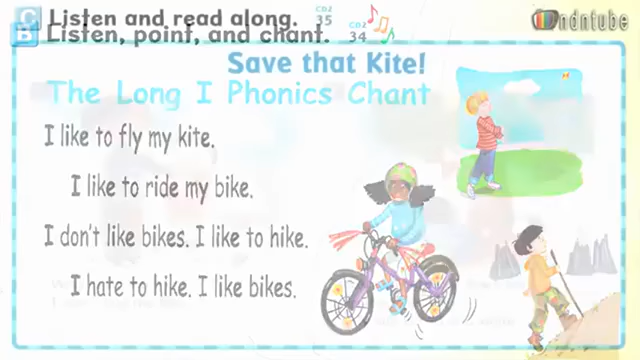 C Listen and read along. CD2 35
B Listen, point, and chant. CD2 34
ndntube
Save that Kite!
The Long I Phonics Chant
I like to fly my kite.
I like to ride my bike.
I don't like bikes. I like to hike.
I hate to hike. I like bikes.